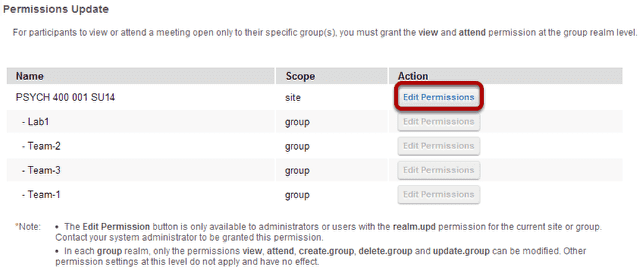 Permissions Update
For participants to view or attend a meeting open only to their specific group(s), you must grant the view and attend permission at the group realm level.
Name Scope Action
PSYCH 400 001 SU14 site Edit Permissions
- Lab1 group Edit Permissions
- Team-2 group Edit Permissions
- Team-3 group Edit Permissions
- Team-1 group Edit Permissions
*Note: • The Edit Permission button is only available to administrators or users with the realm.upd permission for the current site or group.
Contact your system administrator to be granted this permission.
• In each group realm, only the permissions view, attend, create.group, delete.group and update.group can be modified. Other
permission settings at this level do not apply and have no effect.